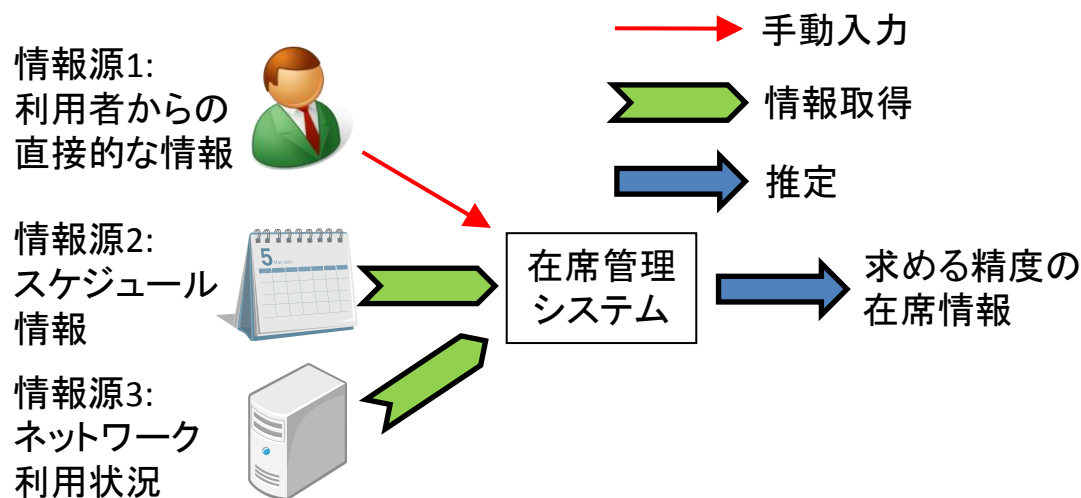 情報源1:
利用者からの
直接的な情報
手動入力
情報取得
推定
情報源2:
スケジュール
情報
5
在席管理
システム
求める精度の
在席情報
情報源3:
ネットワーク
利用状況